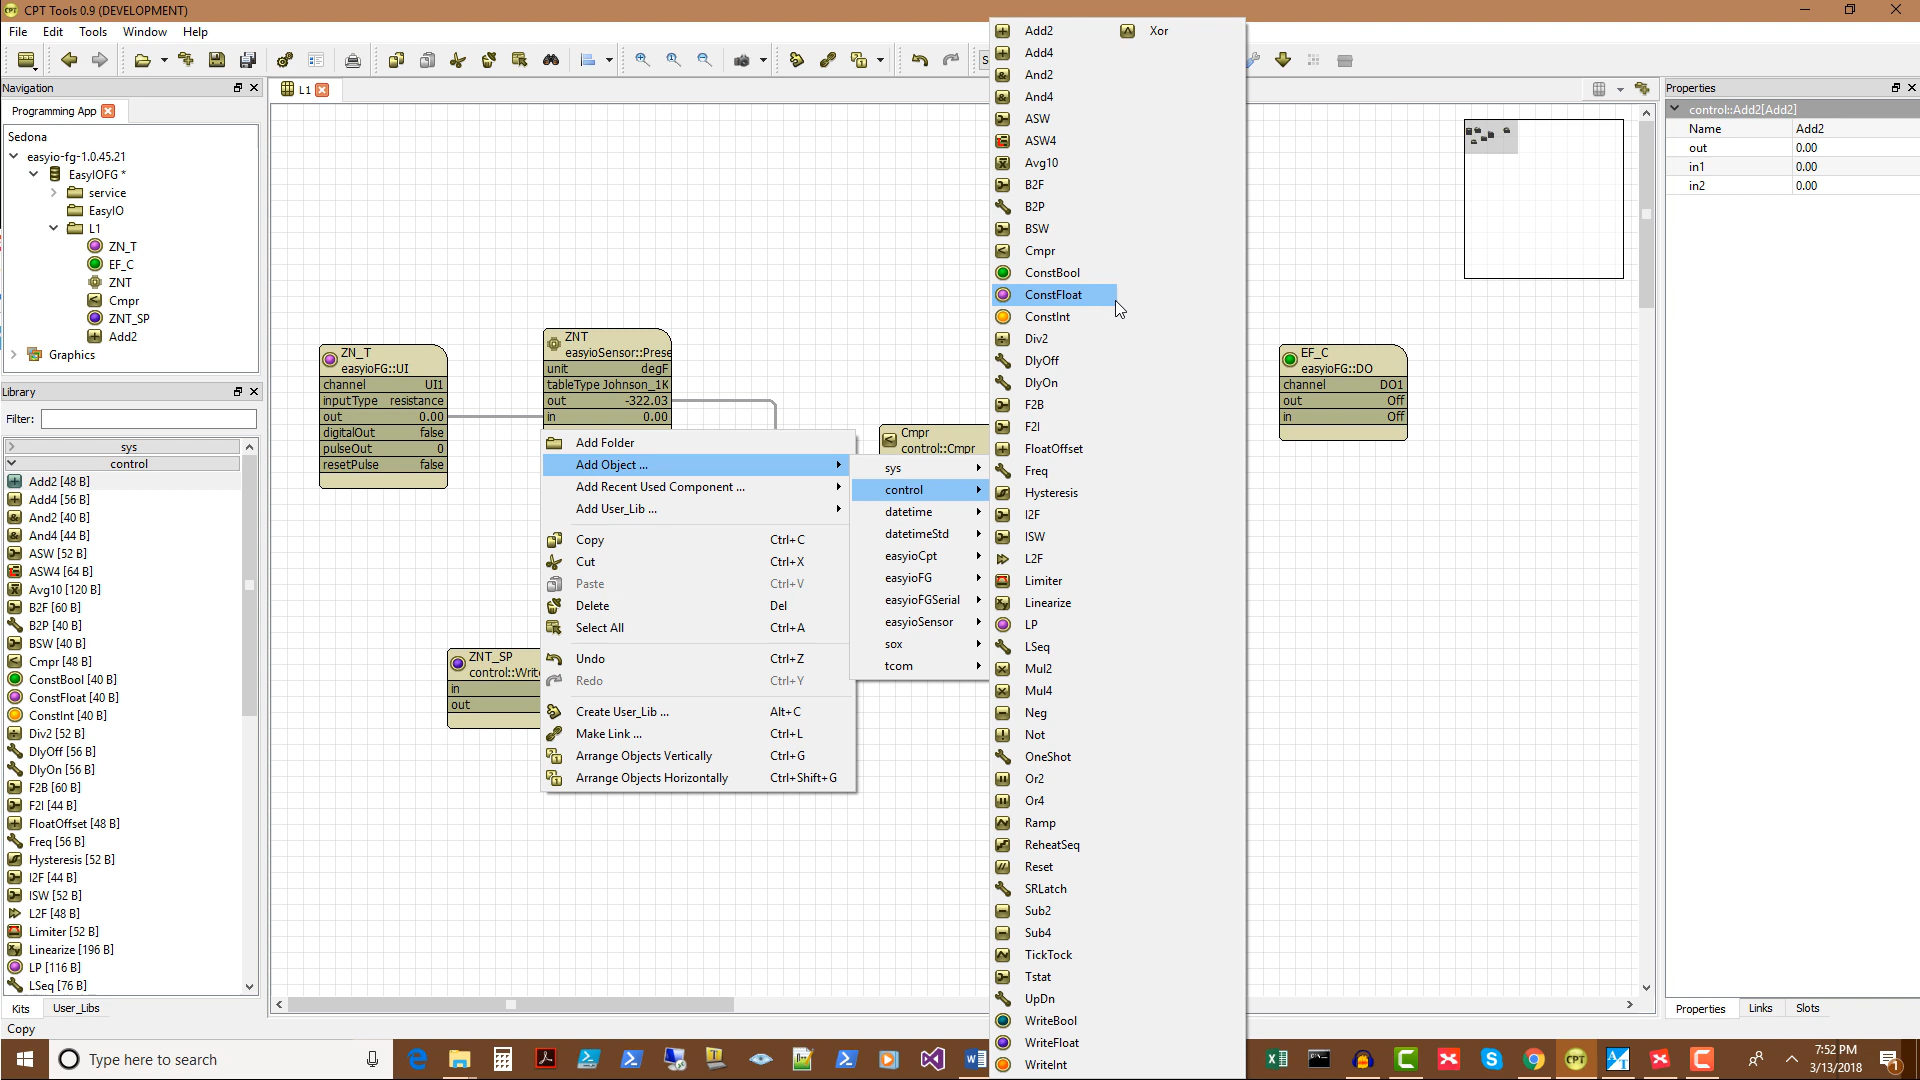 CPT Tools 0.9 (DEVELOPMENT)
File Edit Tools Window Help
Navigation
Programming App
Sedona
easyio-fg-1.0.45.21
EasyIOFG *
service
EasyIO
L1
ZN_T
EF_C
ZNT
Cmpr
ZNT_SP
Add2
Graphics
Library
Filter:
sys
control
Add2 [48 B]
Add4 [56 B]
And2 [40 B]
And4 [44 B]
ASW [52 B]
ASW4 [64 B]
Avg10 [120 B]
B2F [60 B]
B2P [40 B]
BSW [40 B]
Cmpr [48 B]
ConstBool [40 B]
ConstFloat [40 B]
ConstInt [40 B]
Div2 [52 B]
DlyOff [56 B]
DlyOn [56 B]
F2B [60 B]
F2I [44 B]
FloatOffset [48 B]
Freq [56 B]
Hysteresis [52 B]
I2F [44 B]
ISW [52 B]
L2F [48 B]
Limiter [52 B]
Linearize [196 B]
LP [116 B]
LSeq [76 B]
Kits User_Libs
Copy
L1
ZN_T
easyioFG::UI
channel UI1
inputType resistance
out 0.00
digitalOut false
pulseOut 0
resetPulse false
ZNT
easyioSensor::Prese
unit degF
tableType Johnson_1K
out -322.03
in 0.00
ZNT_SP
control::Write
in
out
Cmpr
control::Cmpr
EF_C
easyioFG::DO
channel DO1
out Off
in Off
Add Folder
Add Object ...
Add Recent Used Component ...
Add User_Lib ...
Copy Ctrl+C
Cut Ctrl+X
Paste Ctrl+V
Delete Del
Select All Ctrl+A
Undo Ctrl+Z
Redo Ctrl+Y
Create User_Lib ... Alt+C
Make Link ... Ctrl+L
Arrange Objects Vertically Ctrl+G
Arrange Objects Horizontally Ctrl+Shift+G
sys
control
datetime
datetimeStd
easyioCpt
easyioFG
easyioFGSerial
easyioSensor
sox
tcom
Add2
Add4
And2
And4
ASW
ASW4
Avg10
B2F
B2P
BSW
Cmpr
ConstBool
ConstFloat
ConstInt
Div2
DlyOff
DlyOn
F2B
F2I
FloatOffset
Freq
Hysteresis
I2F
ISW
L2F
Limiter
Linearize
LP
LSeq
Mul2
Mul4
Neg
Not
OneShot
Or2
Or4
Ramp
ReheatSeq
Reset
SRLatch
Sub2
Sub4
TickTock
Tstat
UpDn
WriteBool
WriteFloat
WriteInt
Xor
Properties
control::Add2[Add2]
Name Add2
out 0.00
in1 0.00
in2 0.00
Properties Links Slots
Type here to search
7:52 PM
3/13/2018